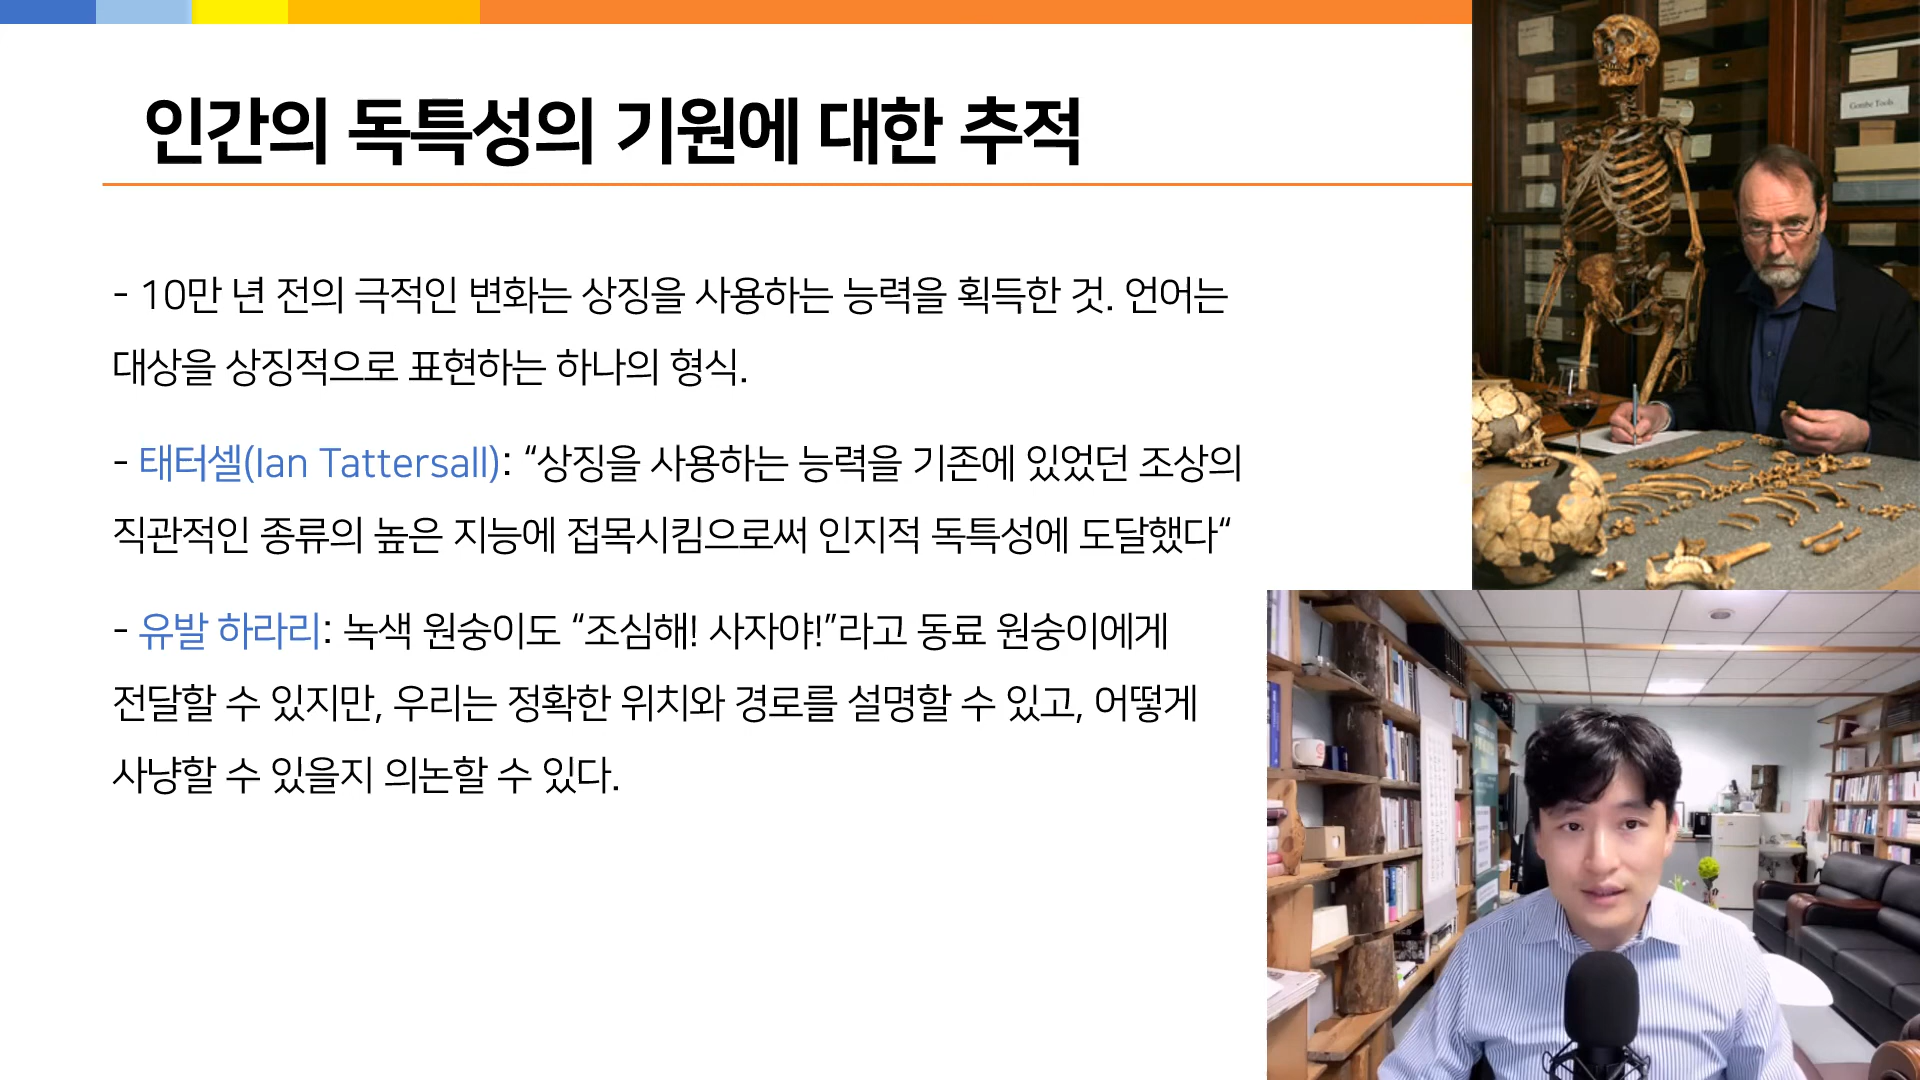 인간의 독특성의 기원에 대한 추적
- 10만 년 전의 극적인 변화는 상징을 사용하는 능력을 획득한 것. 언어는
대상을 상징적으로 표현하는 하나의 형식.
- 태터셀(Ian Tattersall): “상징을 사용하는 능력을 기존에 있었던 조상의
직관적인 종류의 높은 지능에 접목시킴으로써 인지적 독특성에 도달했다“
- 유발 하라리: 녹색 원숭이도 “조심해! 사자야!”라고 동료 원숭이에게
전달할 수 있지만, 우리는 정확한 위치와 경로를 설명할 수 있고, 어떻게
사냥할 수 있을지 의논할 수 있다.
Gombe Tools